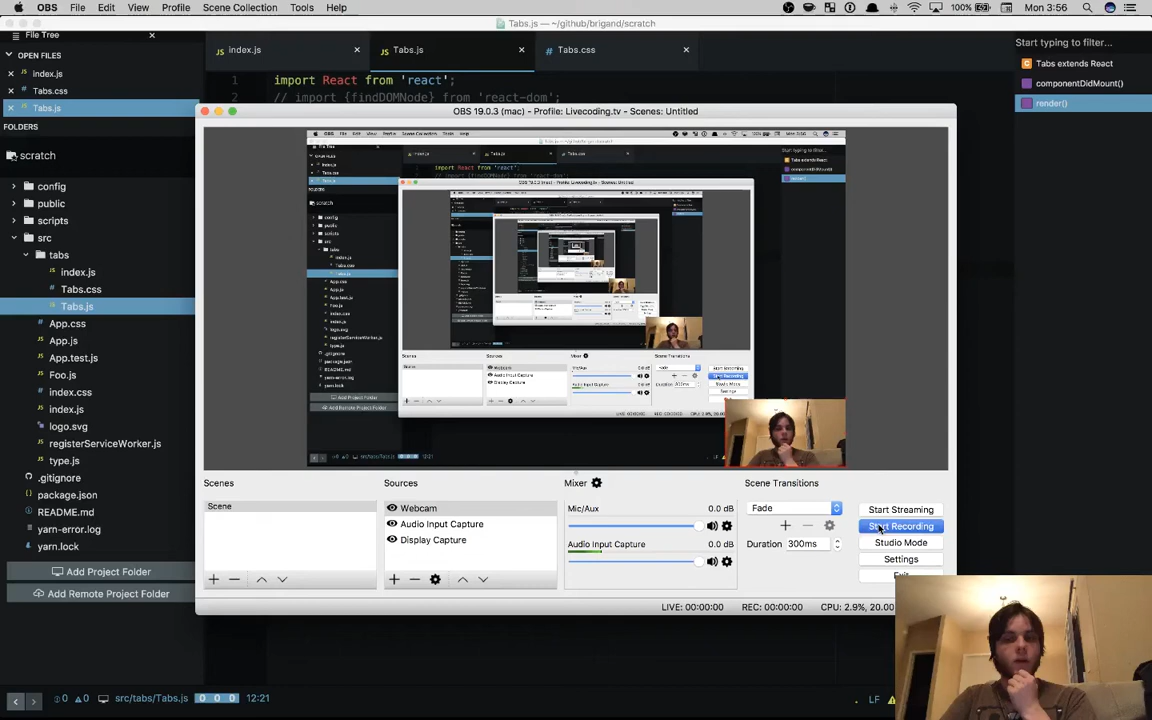 OBS File Edit View Profile Scene Collection Tools Help 100% Mon 3:56
Tabs.js — ~/github/brigand/scratch
File Tree
OPEN FILES
index.js
Tabs.css
Tabs.js
FOLDERS
scratch
config
public
scripts
src
tabs
index.js
Tabs.css
Tabs.js
App.css
App.js
App.test.js
Foo.js
index.css
index.js
logo.svg
registerServiceWorker.js
type.js
.gitignore
package.json
README.md
yarn-error.log
yarn.lock
Add Project Folder
Add Remote Project Folder
index.js Tabs.js Tabs.css
1 import React from 'react';
2 // import {findDOMNode} from 'react-dom';
Start typing to filter...
Tabs extends React
componentDidMount()
render()
OBS 19.0.3 (mac) - Profile: Livecoding.tv - Scenes: Untitled
Scenes
Scene
Sources
Webcam
Audio Input Capture
Display Capture
Mixer
Mic/Aux 0.0 dB
Audio Input Capture 0.0 dB
Scene Transitions
Fade
Duration 300ms
Start Streaming
Start Recording
Studio Mode
Settings
Exit
LIVE: 00:00:00 REC: 00:00:00 CPU: 2.9%, 20.00
0 0 src/tabs/Tabs.js 0 0 0 12:21 LF